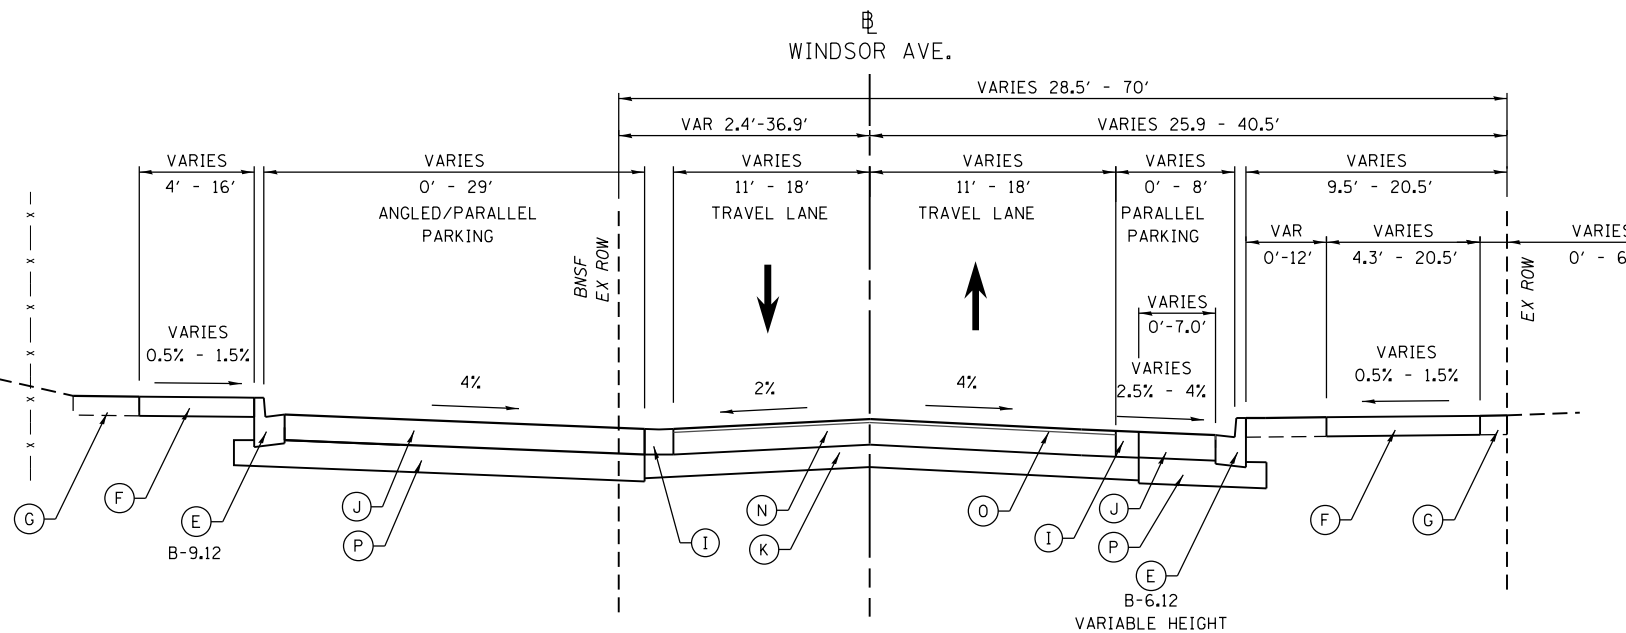 B
L
WINDSOR AVE.
VARIES 28.5' - 70'
VAR 2.4'-36.9'
VARIES 25.9 - 40.5'
VARIES
4' - 16'
VARIES
0' - 29'
ANGLED/PARALLEL
PARKING
VARIES
11' - 18'
TRAVEL LANE
VARIES
11' - 18'
TRAVEL LANE
VARIES
0' - 8'
PARALLEL
PARKING
VARIES
9.5' - 20.5'
VAR
0'-12'
VARIES
4.3' - 20.5'
VARIES
0' - 6
BNSF
EX ROW
EX ROW
VARIES
0'-7.0'
VARIES
0.5% - 1.5%
4%
2%
4%
VARIES
2.5% - 4%
VARIES
0.5% - 1.5%
G
F
E
B-9.12
J
P
I
N
K
O
I
J
P
E
B-6.12
VARIABLE HEIGHT
F
G